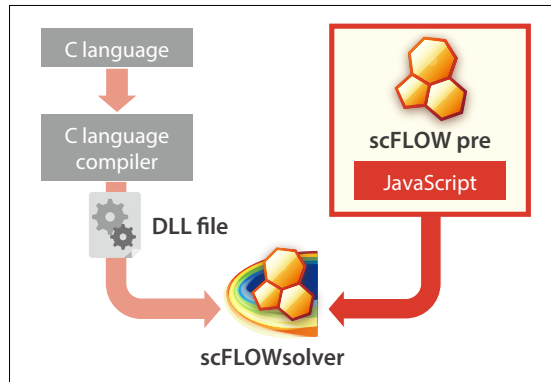 C language
C language
compiler
DLL file
scFLOW pre
JavaScript
scFLOWsolver